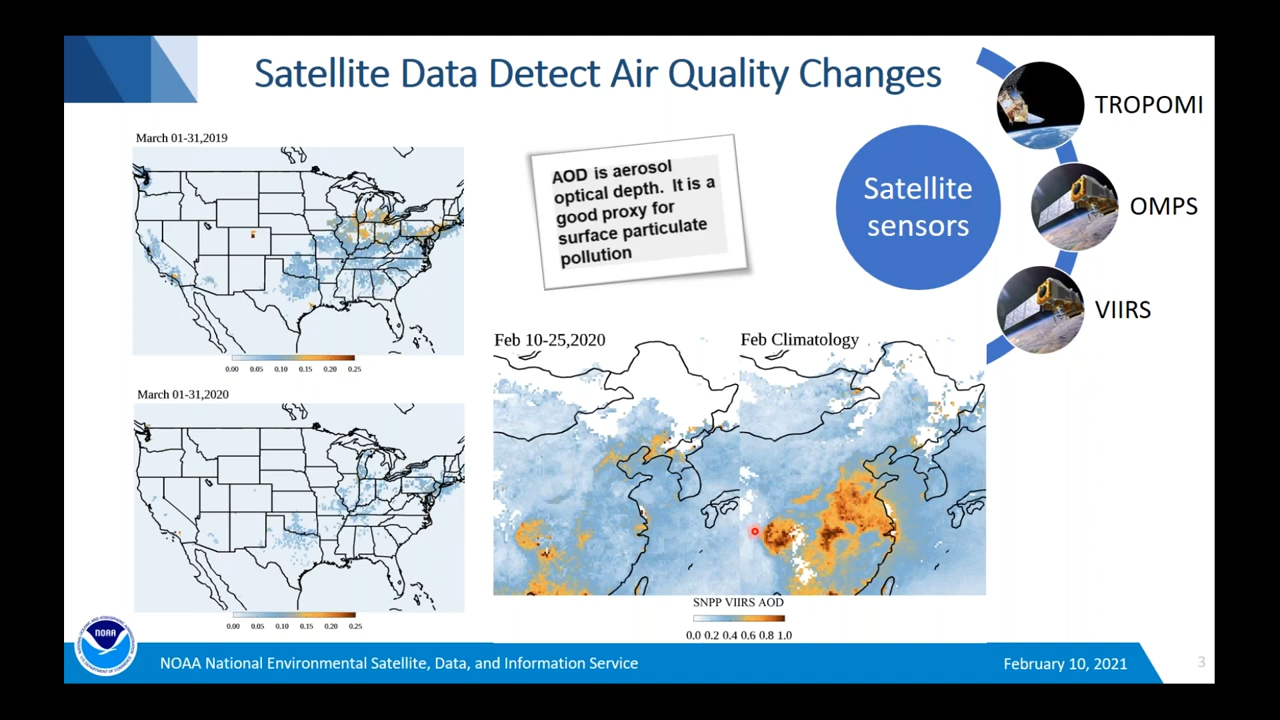 Satellite Data Detect Air Quality Changes
March 01-31,2019
0.00 0.05 0.10 0.15 0.20 0.25
March 01-31,2020
0.00 0.05 0.10 0.15 0.20 0.25
AOD is aerosol
optical depth. It is a
good proxy for
surface particulate
pollution
Satellite
sensors
TROPOMI
OMPS
VIIRS
Feb 10-25,2020
Feb Climatology
SNPP VIIRS AOD
0.0 0.2 0.4 0.6 0.8 1.0
NOAA
NOAA National Environmental Satellite, Data, and Information Service
February 10, 2021
3